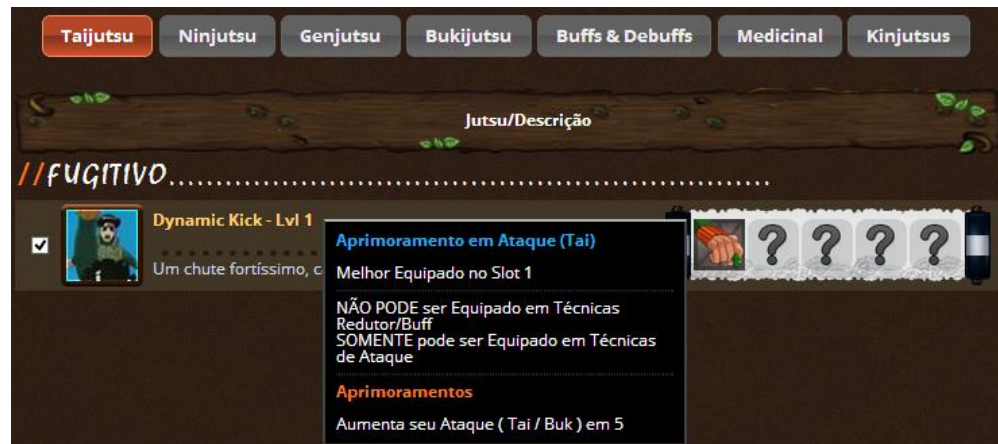 Taijutsu Ninjutsu Genjutsu Bukijutsu Buffs & Debuffs Medicinal Kinjutsus
Jutsu/Descrição
//FUGITIVO............................................................
Dynamic Kick - Lvl 1
Um chute fortíssimo,
Aprimoramento em Ataque (Tai)
Melhor Equipado no Slot 1
NÃO PODE ser Equipado em Técnicas
Redutor/Buff
SOMENTE pode ser Equipado em Técnicas
de Ataque
Aprimoramentos
Aumenta seu Ataque ( Tai / Buk ) em 5
? ? ? ?